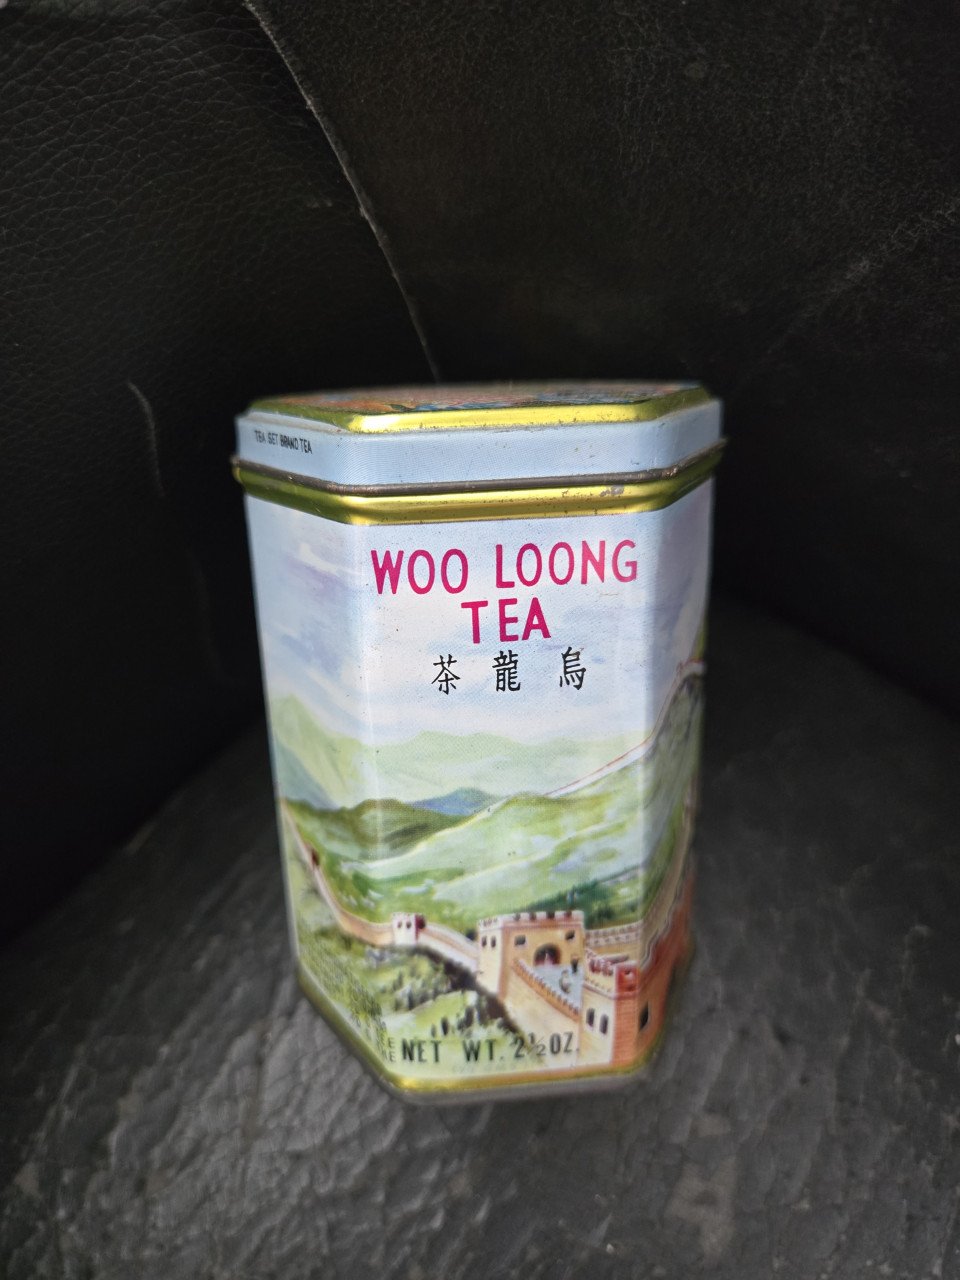 TEA SET BRAND TEA
WOO LOONG
TEA
茶 龍 烏
NET WT. 2½ OZ.